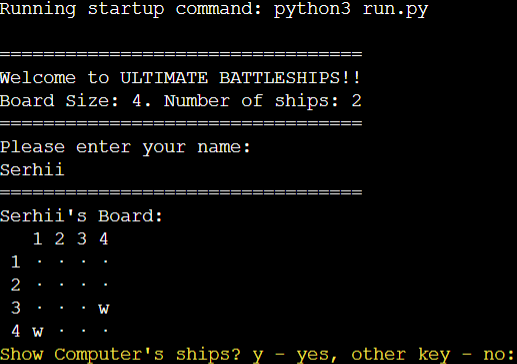 Running startup command: python3 run.py
===================================
Welcome to ULTIMATE BATTLESHIPS!!
Board Size: 4. Number of ships: 2
===================================
Please enter your name:
Serhii
===================================
Serhii's Board:
1 2 3 4
1 · · · ·
2 · · · ·
3 · · · w
4 w · · ·
Show Computer's ships? y - yes, other key - no: